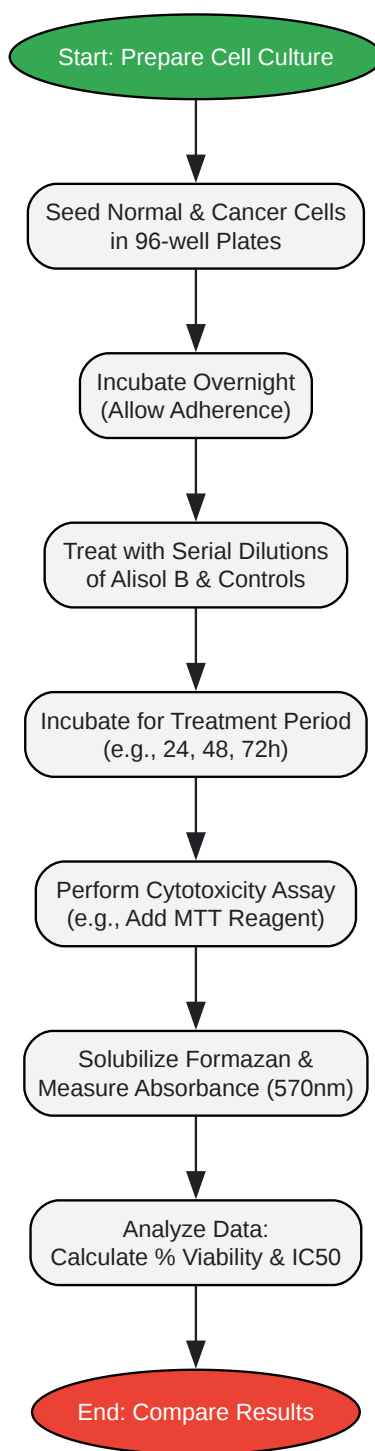 Start: Prepare Cell Culture
Seed Normal & Cancer Cells
in 96-well Plates
Incubate Overnight
(Allow Adherence)
Treat with Serial Dilutions
of Alisol B & Controls
Incubate for Treatment Period
(e.g., 24, 48, 72h)
Perform Cytotoxicity Assay
(e.g., Add MTT Reagent)
Solubilize Formazan &
Measure Absorbance (570nm)
Analyze Data:
Calculate % Viability & IC50
End: Compare Results